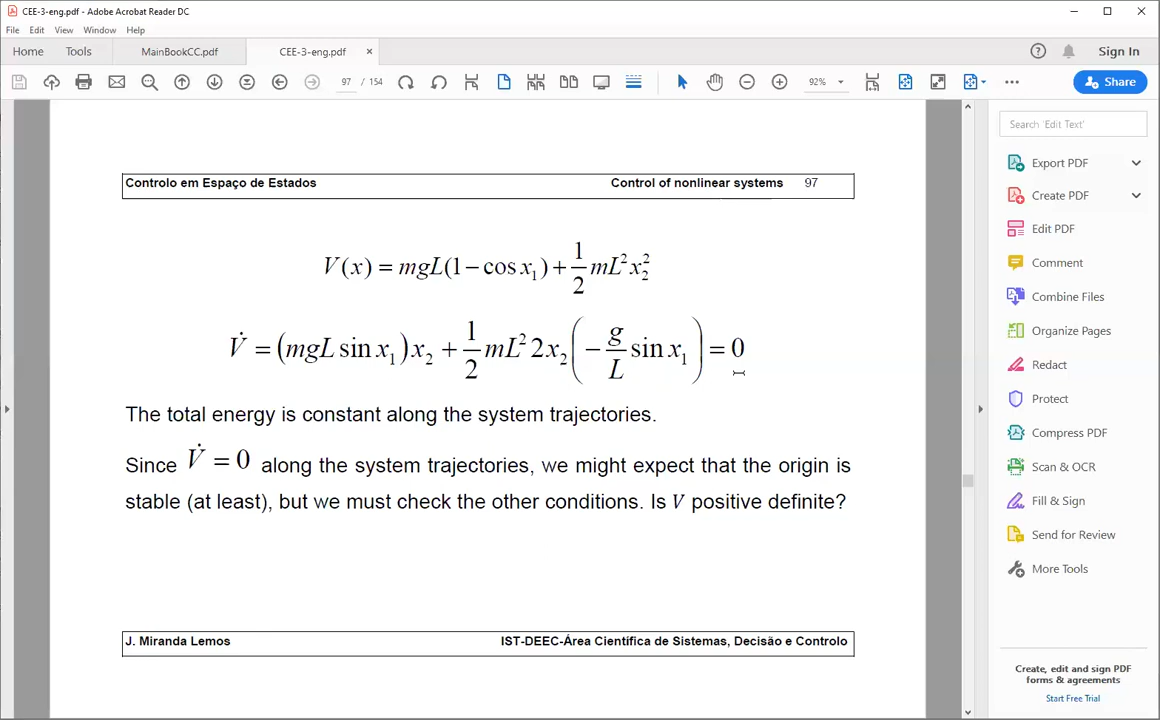 CEE-3-eng.pdf - Adobe Acrobat Reader DC
File Edit View Window Help
Home Tools MainBookCC.pdf CEE-3-eng.pdf × Sign In
97 / 154 92% Share
Search 'Edit Text'
Controlo em Espaço de Estados Control of nonlinear systems 97
V(x) = mgL(1 − cos x₁) + 1/2 mL² x₂²
V̇ = (mgL sin x₁) x₂ + 1/2 mL² 2x₂ (− g/L sin x₁) = 0
The total energy is constant along the system trajectories.
Since V̇ = 0 along the system trajectories, we might expect that the origin is
stable (at least), but we must check the other conditions. Is V positive definite?
J. Miranda Lemos IST-DEEC-Área Científica de Sistemas, Decisão e Controlo
Export PDF
Create PDF
Edit PDF
Comment
Combine Files
Organize Pages
Redact
Protect
Compress PDF
Scan & OCR
Fill & Sign
Send for Review
More Tools
Create, edit and sign PDF
forms & agreements
Start Free Trial